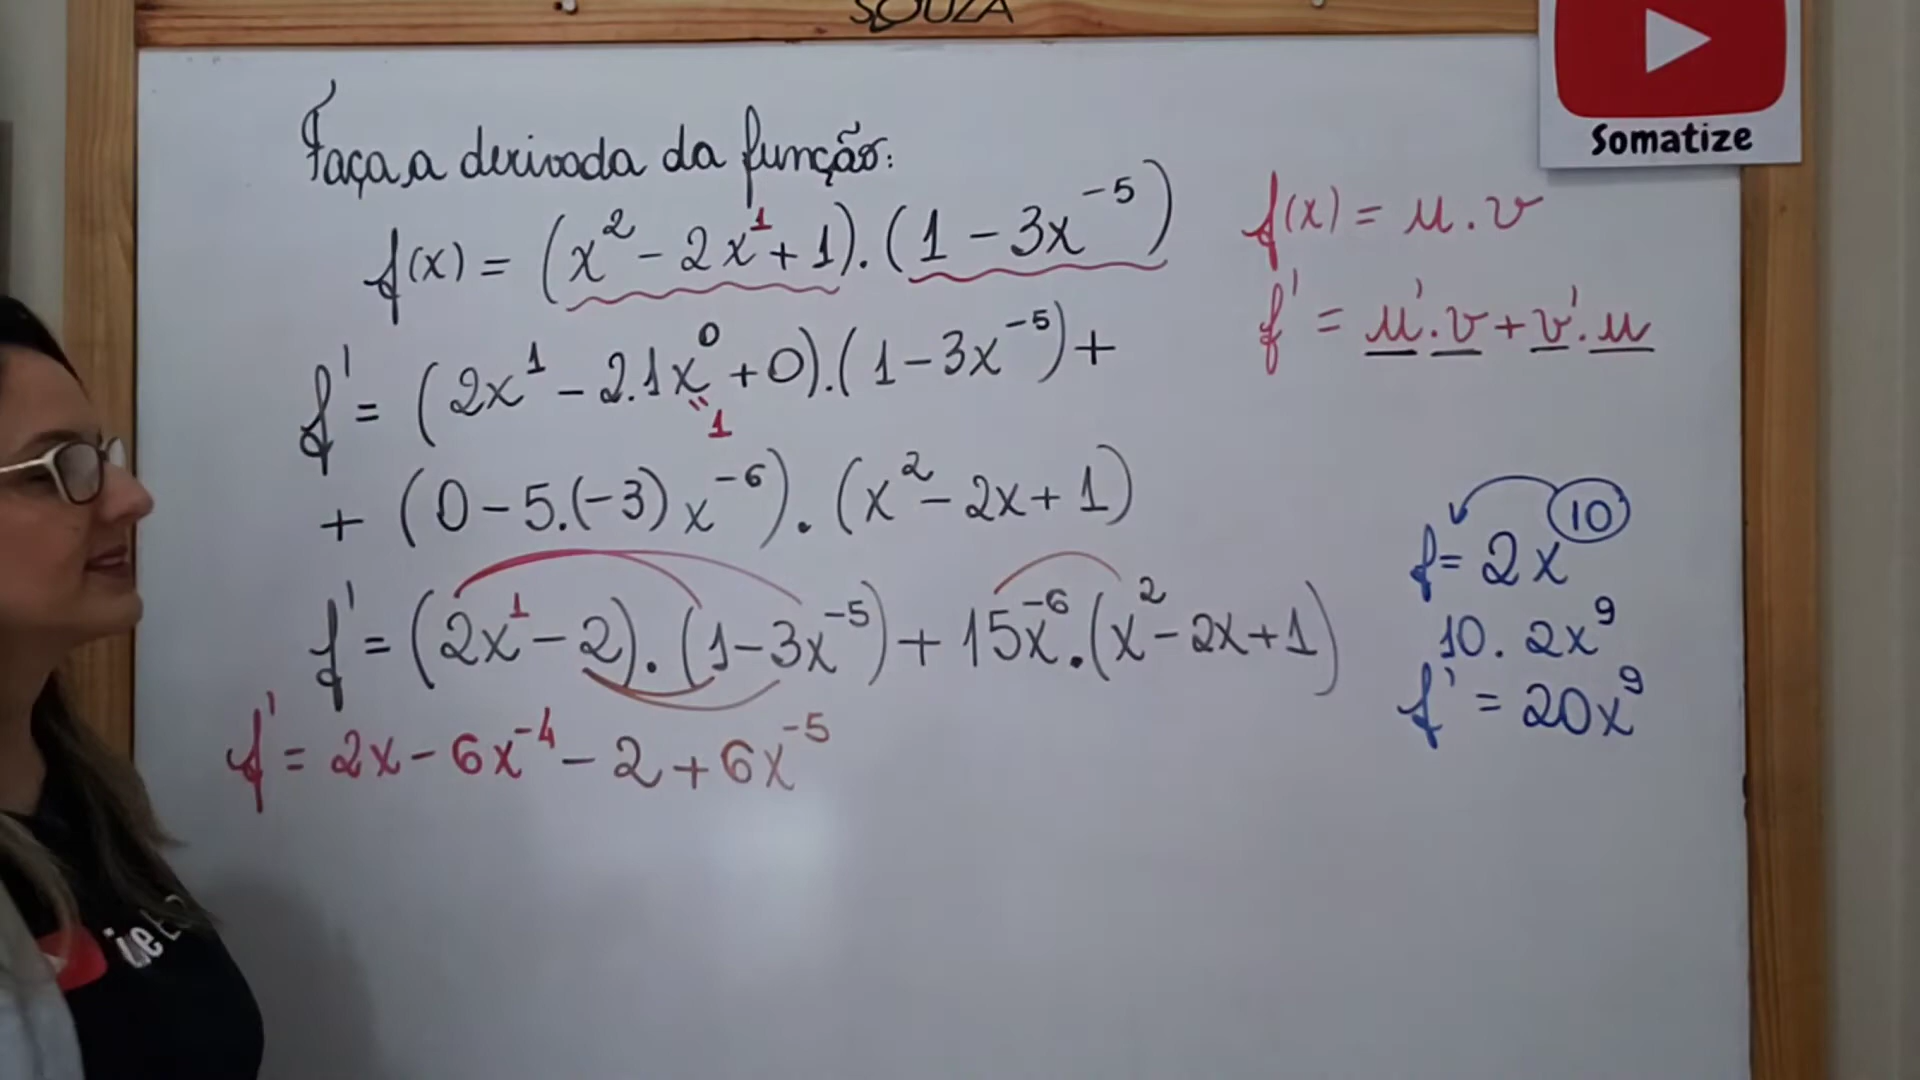 SOUZA
Somatize
Faça a derivada da função:
f(x) = (x² - 2x¹ + 1).(1 - 3x⁻⁵)
f' = (2x¹ - 2.1x⁰ + 0).(1 - 3x⁻⁵) +
" 1
+ (0 - 5.(-3)x⁻⁶).(x² - 2x + 1)
f' = (2x¹ - 2).(1 - 3x⁻⁵) + 15x⁻⁶.(x² - 2x + 1)
f' = 2x - 6x⁻⁴ - 2 + 6x⁻⁵
f(x) = u.v
f' = u'.v + v'.u
f = 2x¹⁰
10. 2x⁹
f' = 20x⁹